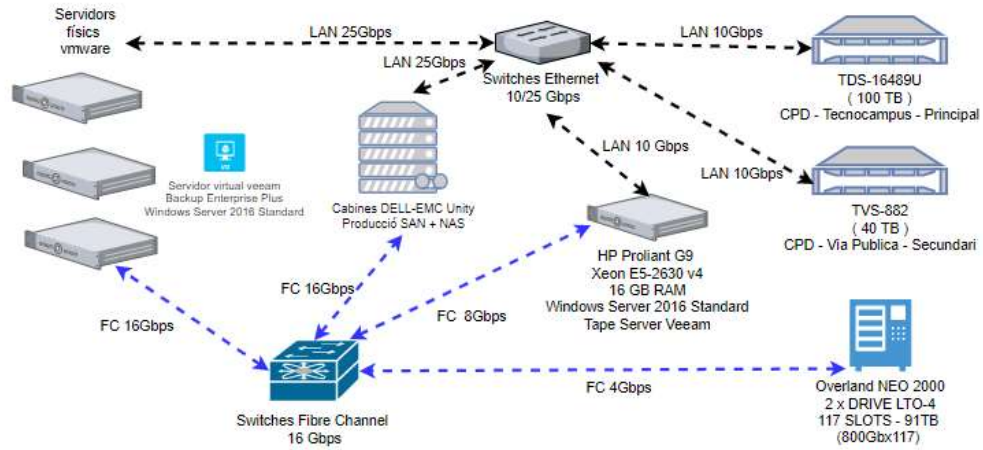 Servidors
físics
vmware
LAN 25Gbps
LAN 10Gbps
LAN 25Gbps
Switches Ethernet
10/25 Gbps
TDS-16489U
( 100 TB )
CPD - Tecnocampus - Principal
LAN 10 Gbps
LAN 10Gbps
vm
Servidor virtual veeam
Backup Enterprise Plus
Windows Server 2016 Standard
Cabines DELL-EMC Unity
Producció SAN + NAS
TVS-882
( 40 TB )
CPD - Via Publica - Secundari
HP Proliant G9
Xeon E5-2630 v4
16 GB RAM
Windows Server 2016 Standard
Tape Server Veeam
FC 16Gbps
FC 16Gbps
FC 8Gbps
FC 4Gbps
Switches Fibre Channel
16 Gbps
Overland NEO 2000
2 x DRIVE LTO-4
117 SLOTS - 91TB
(800Gbx117)